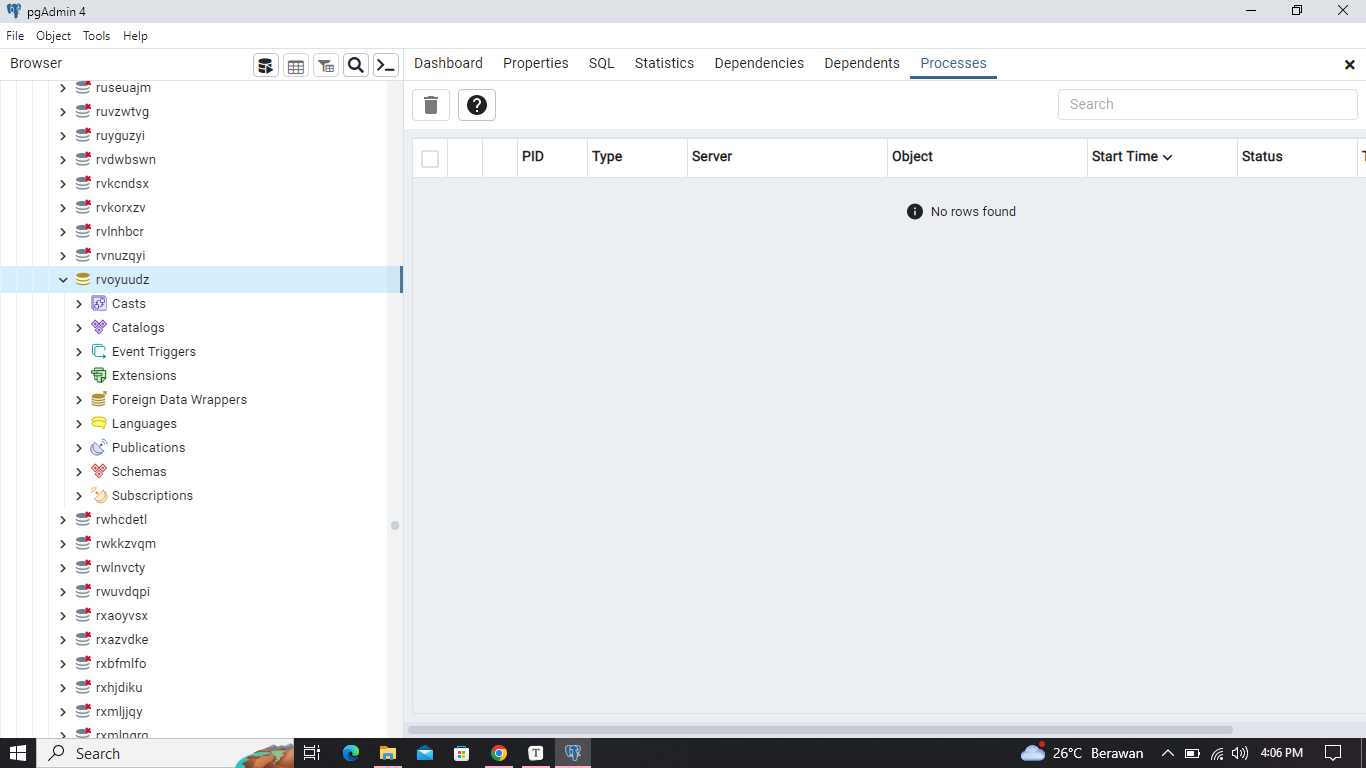 pgAdmin 4
File Object Tools Help
Browser
Dashboard Properties SQL Statistics Dependencies Dependents Processes
ruseuajm
ruvzwtvg
ruyguzyi
rvdwbswn
rvkcndsx
rvkorxzv
rvlnhbcr
rvnuzqyi
rvoyuudz
Casts
Catalogs
Event Triggers
Extensions
Foreign Data Wrappers
Languages
Publications
Schemas
Subscriptions
rwhcdetl
rwkkzvqm
rwlnvcty
rwuvdqpi
rxaoyvsx
rxazvdke
rxbfmlfo
rxhjdiku
rxmljjqy
Search
PID Type Server Object Start Time Status
No rows found
Search
T
26°C Berawan
4:06 PM